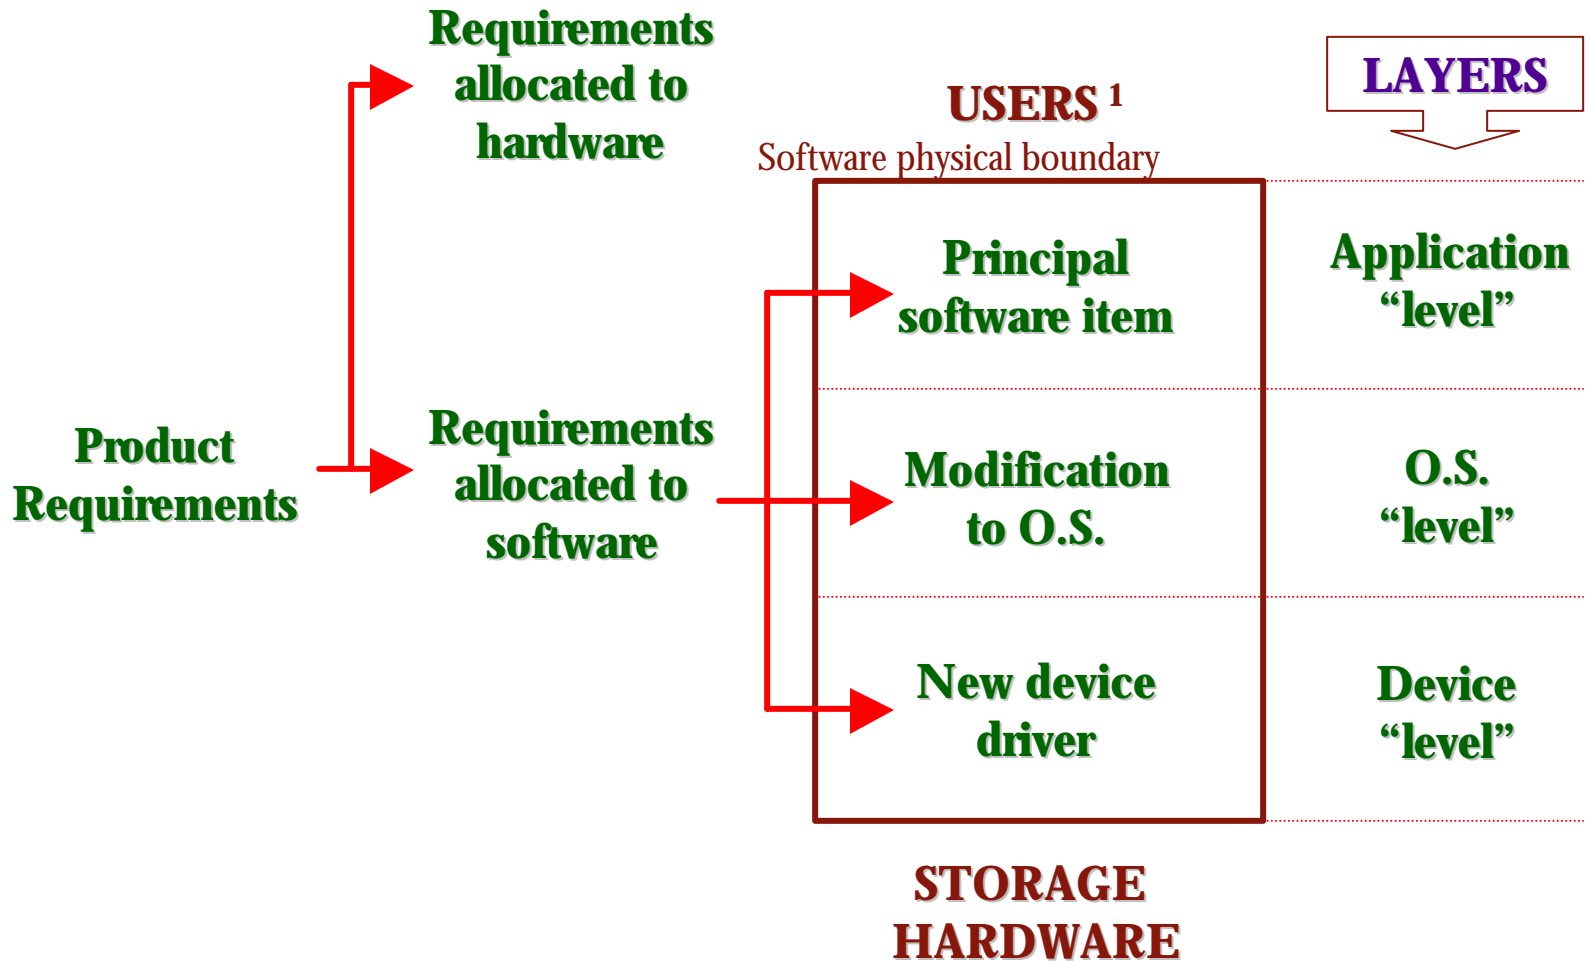 Requirements
allocated to
hardware
LAYERS
USERS 1
Software physical boundary
Principal
software item
Application
“level”
Product
Requirements
Requirements
allocated to
software
Modification
to O.S.
O.S.
“level”
New device
driver
Device
“level”
STORAGE
HARDWARE